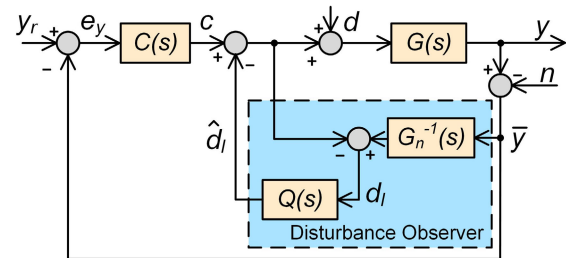 y_r + − e_y C(s) c + − + + d G(s) y
+ − n
d̂_l − + G_n^{-1}(s) ȳ
Q(s) d_l
Disturbance Observer